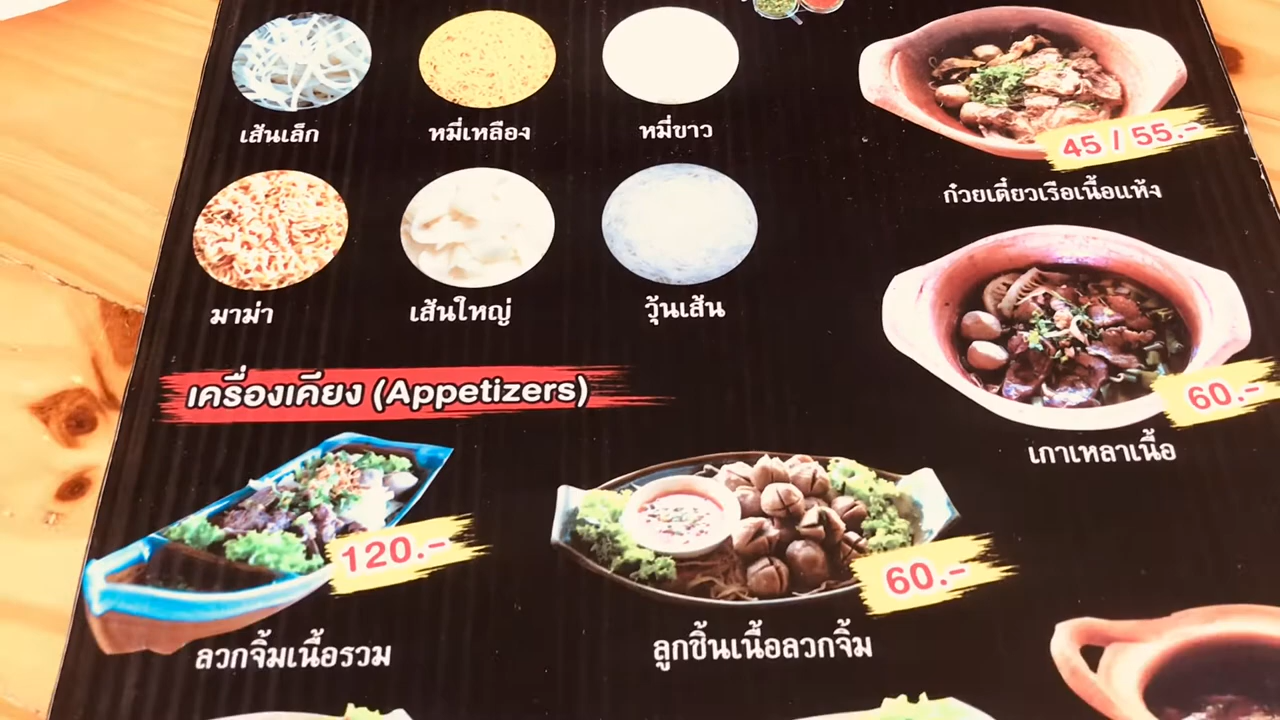 เส้นเล็ก
หมี่เหลือง
หมี่ขาว
45 / 55.-
ก๋วยเตี๋ยวเรือเนื้อแห้ง
มาม่า
เส้นใหญ่
วุ้นเส้น
60.-
เกาเหลาเนื้อ
เครื่องเคียง (Appetizers)
120.-
ลวกจิ้มเนื้อรวม
60.-
ลูกชิ้นเนื้อลวกจิ้ม